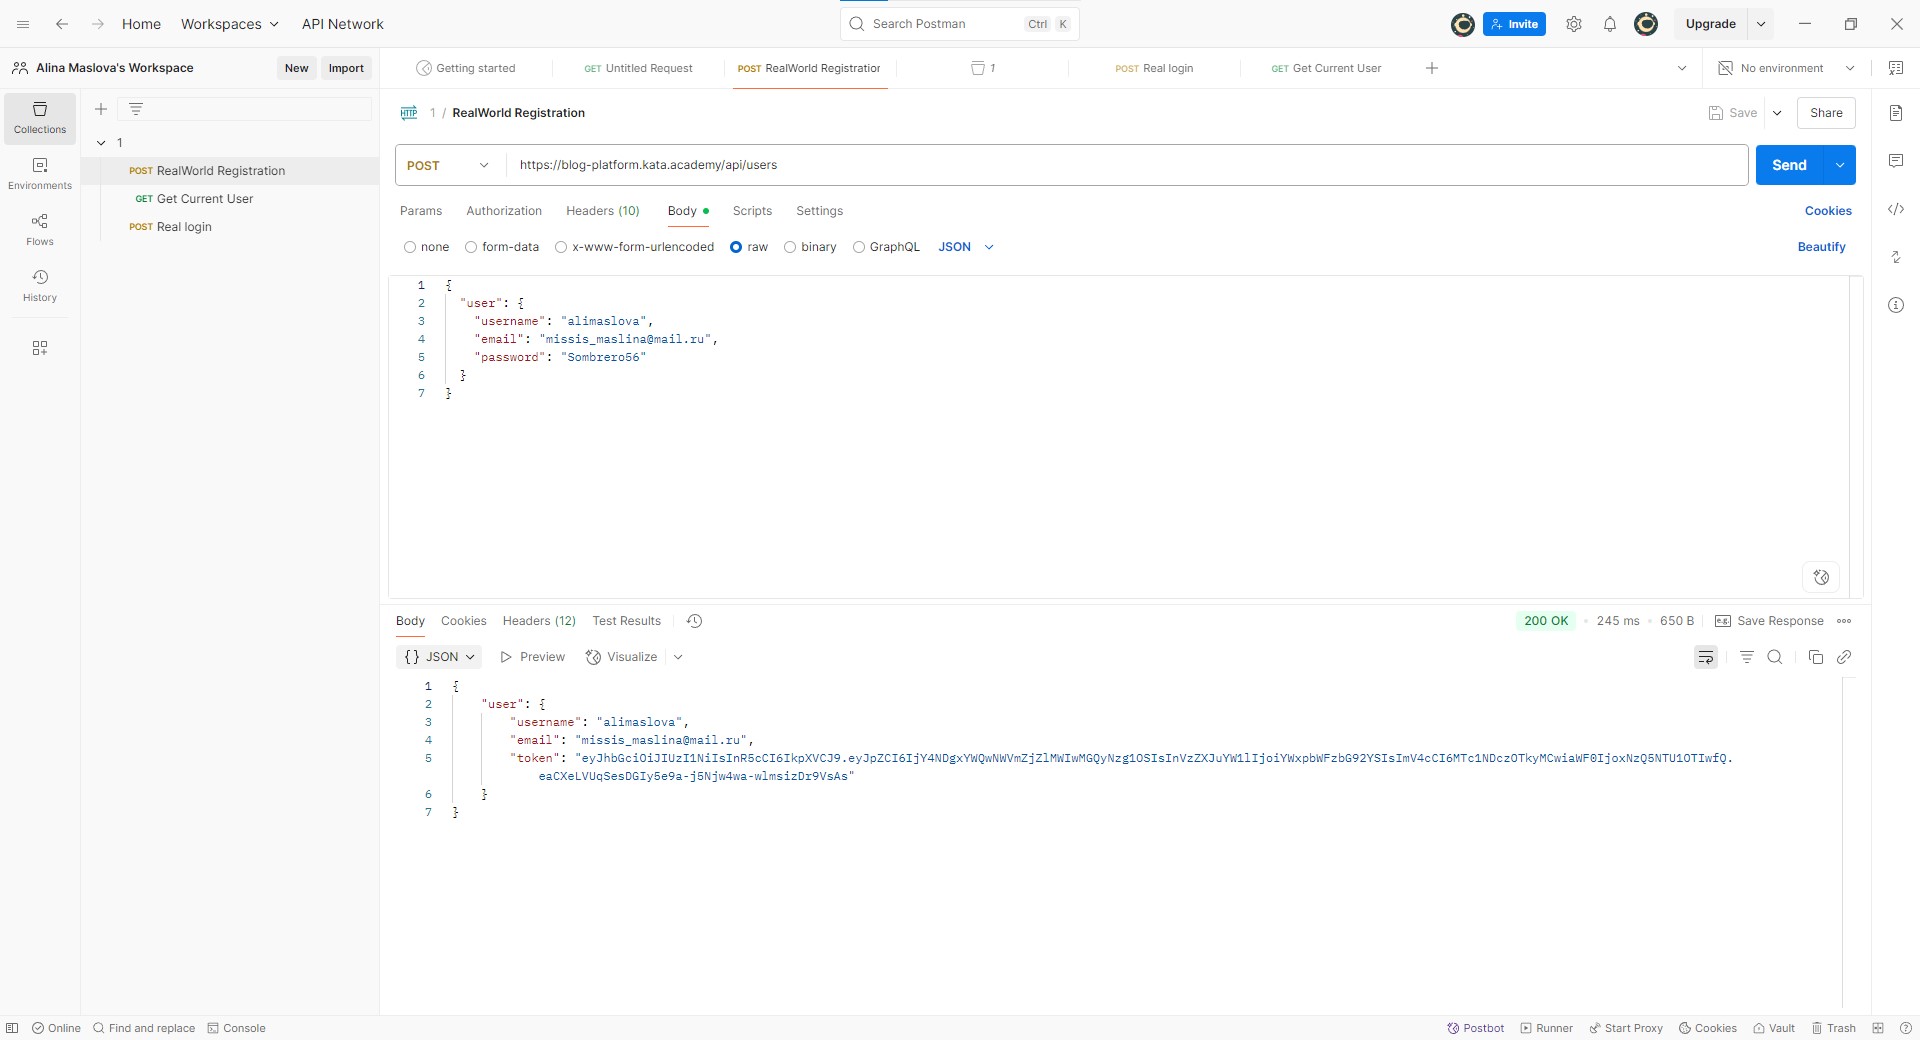 Home Workspaces API Network Search Postman Ctrl K Invite Upgrade
Alina Maslova's Workspace New Import Getting started GET Untitled Request POST RealWorld Registration 1 POST Real login GET Get Current User No environment
Collections
Environments
Flows
History
1
POST RealWorld Registration
GET Get Current User
POST Real login
HTTP 1 / RealWorld Registration Save Share
POST https://blog-platform.kata.academy/api/users Send
Params Authorization Headers (10) Body Scripts Settings Cookies
none form-data x-www-form-urlencoded raw binary GraphQL JSON Beautify
1 {
2 "user": {
3 "username": "alimaslova",
4 "email": "missis_maslina@mail.ru",
5 "password": "Sombrero56"
6 }
7 }
Body Cookies Headers (12) Test Results 200 OK 245 ms 650 B e.g. Save Response
{} JSON Preview Visualize
1 {
2 "user": {
3 "username": "alimaslova",
4 "email": "missis_maslina@mail.ru",
5 "token": "eyJhbGciOiJIUzI1NiIsInR5cCI6IkpXVCJ9.eyJpZCI6IjY4NDgxYWQwNWVmZjZlMWIwMGQyNzg1OSIsInVzZXJuYW1lIjoiYWxpbWFzbG92YSIsImV4cCI6MTc1NDczOTkyMCwiaWF0IjoxNzQ5NTU1OTIwfQ.
eaCXeLVUqSesDGIy5e9a-j5Njw4wa-wlmsizDr9VsAs"
6 }
7 }
Online Find and replace Console Postbot Runner Start Proxy Cookies Vault Trash